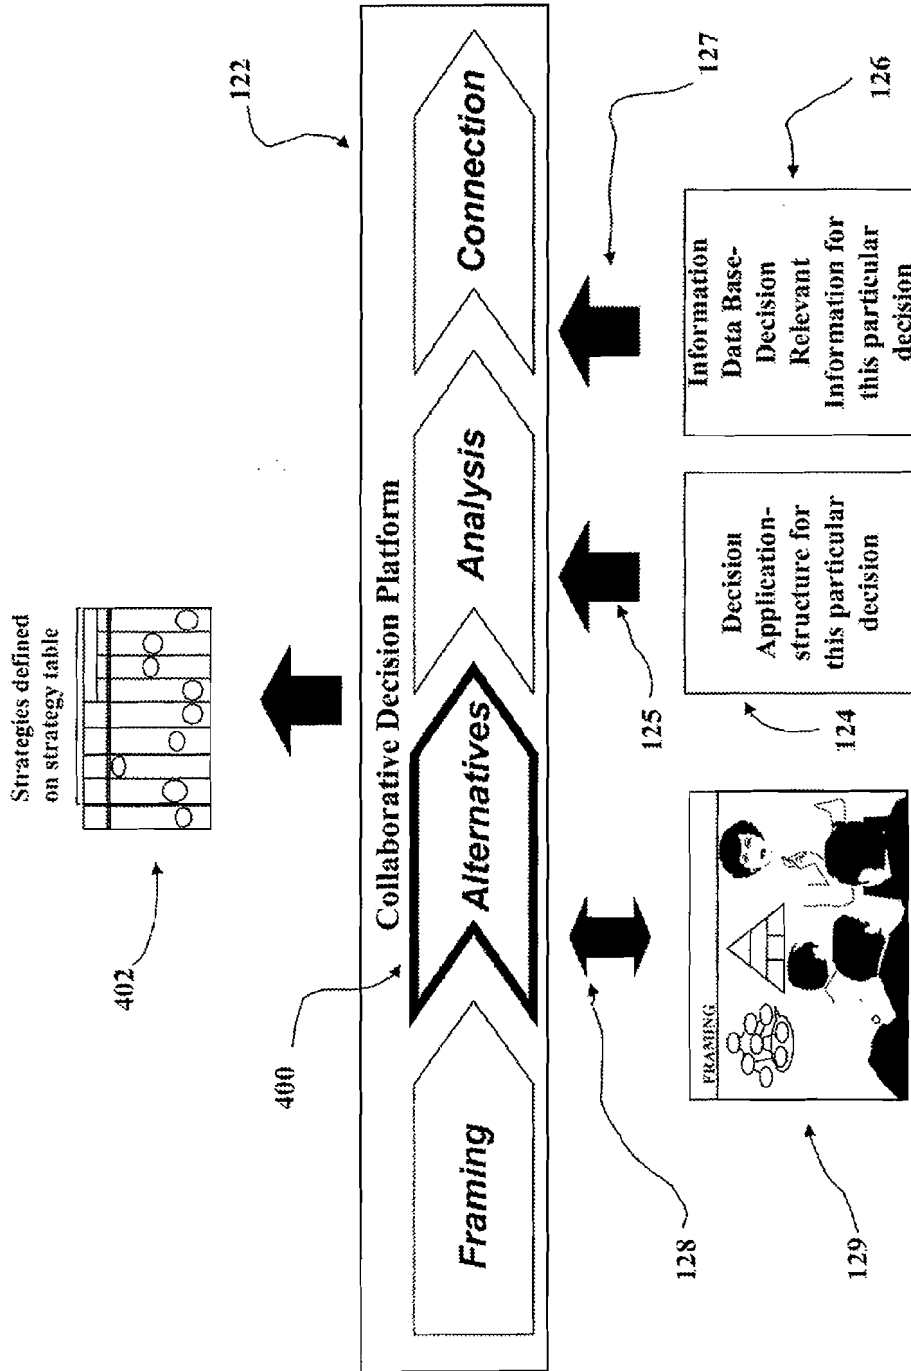 Strategies defined
on strategy table
402
122
Collaborative Decision Platform
400
Framing
Alternatives
Analysis
Connection
128
125
127
FRAMING
129
Decision
Application-
structure for
this particular
decision
124
Information
Data Base-
Decision
Relevant
Information for
this particular
decision
126